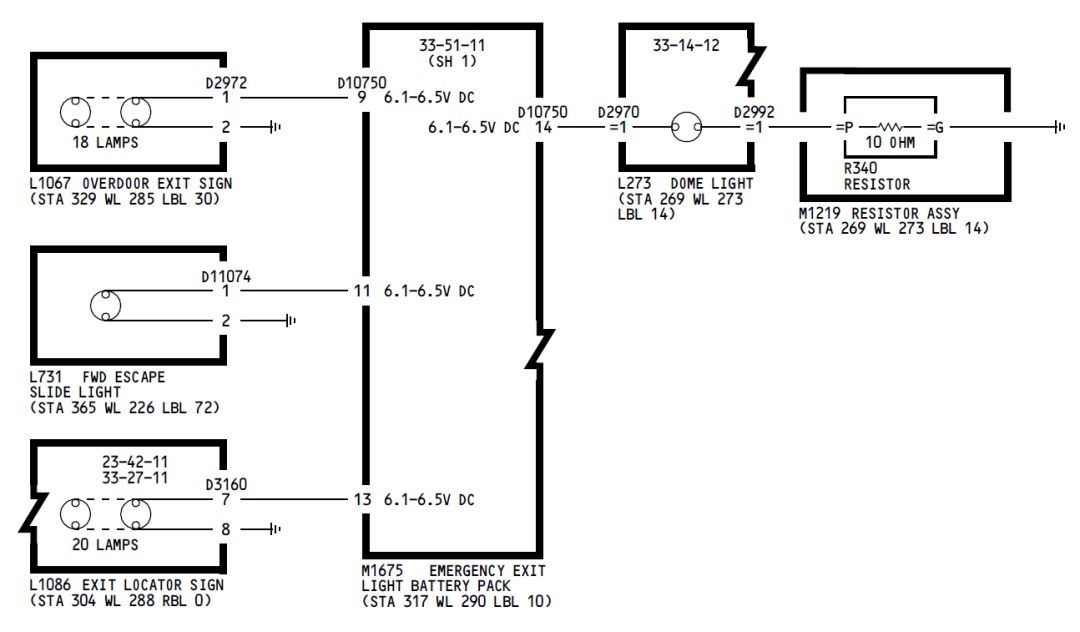 33-51-11
(SH 1)
33-14-12
D2972
1
2
18 LAMPS
L1067 OVERDOOR EXIT SIGN
(STA 329 WL 285 LBL 30)
D10750
9 6.1-6.5V DC
6.1-6.5V DC 14
D10750
D2970
=1
D2992
=1
=P
=G
10 OHM
R340
RESISTOR
L273 DOME LIGHT
(STA 269 WL 273
LBL 14)
M1219 RESISTOR ASSY
(STA 269 WL 273 LBL 14)
D11074
1
2
11 6.1-6.5V DC
L731 FWD ESCAPE
SLIDE LIGHT
(STA 365 WL 226 LBL 72)
23-42-11
33-27-11
D3160
7
8
20 LAMPS
13 6.1-6.5V DC
L1086 EXIT LOCATOR SIGN
(STA 304 WL 288 RBL 0)
M1675 EMERGENCY EXIT
LIGHT BATTERY PACK
(STA 317 WL 290 LBL 10)